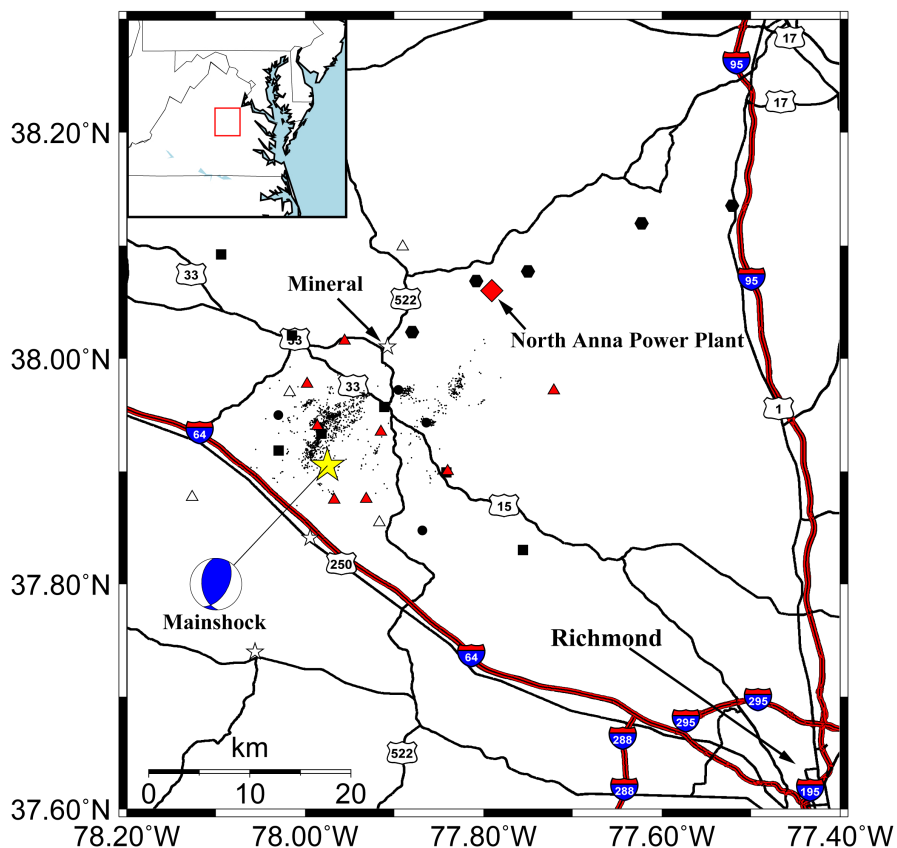 17
95
38.20°N
17
33
Mineral
95
522
North Anna Power Plant
33
38.00°N
33
1
64
15
250
37.80°N
Mainshock
Richmond
64
295
295
km
288
522
0 10 20
288
195
37.60°N
78.20°W 78.00°W 77.80°W 77.60°W 77.40°W